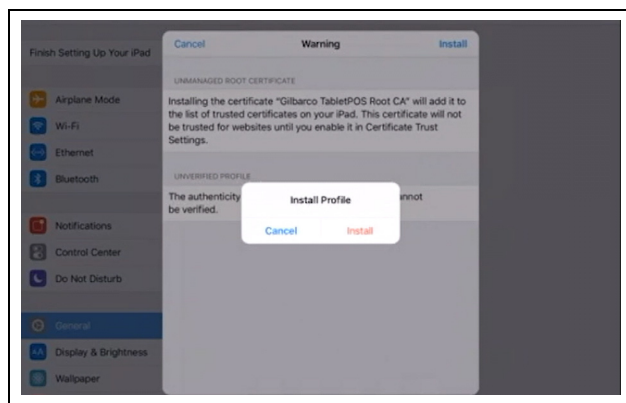 Finish Setting Up Your iPad
Airplane Mode
Wi-Fi
Ethernet
Bluetooth
Notifications
Control Center
Do Not Disturb
General
AA
Display & Brightness
Wallpaper
Cancel Warning Install
UNMANAGED ROOT CERTIFICATE
Installing the certificate “Gilbarco TabletPOS Root CA” will add it to
the list of trusted certificates on your iPad. This certificate will not
be trusted for websites until you enable it in Certificate Trust
Settings.
UNVERIFIED PROFILE
The authenticity
be verified.
Install Profile
Cancel Install